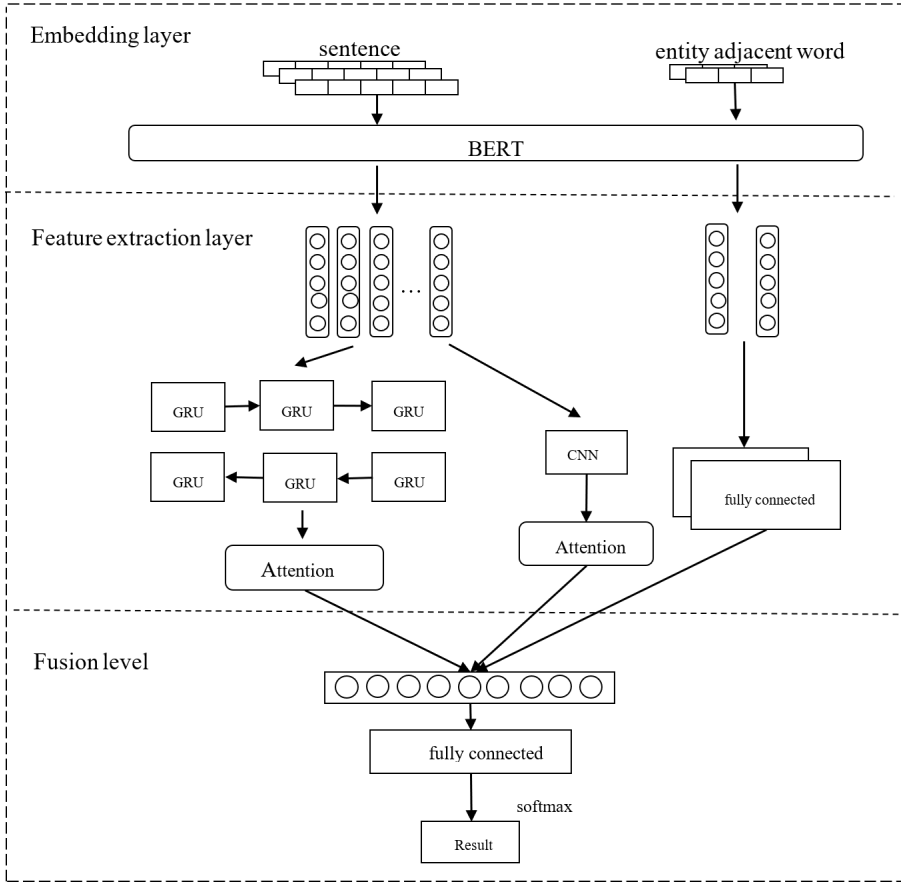 Embedding layer
sentence
entity adjacent word
BERT
Feature extraction layer
...
GRU
GRU
GRU
GRU
GRU
GRU
CNN
fully connected
Attention
Attention
Fusion level
fully connected
softmax
Result